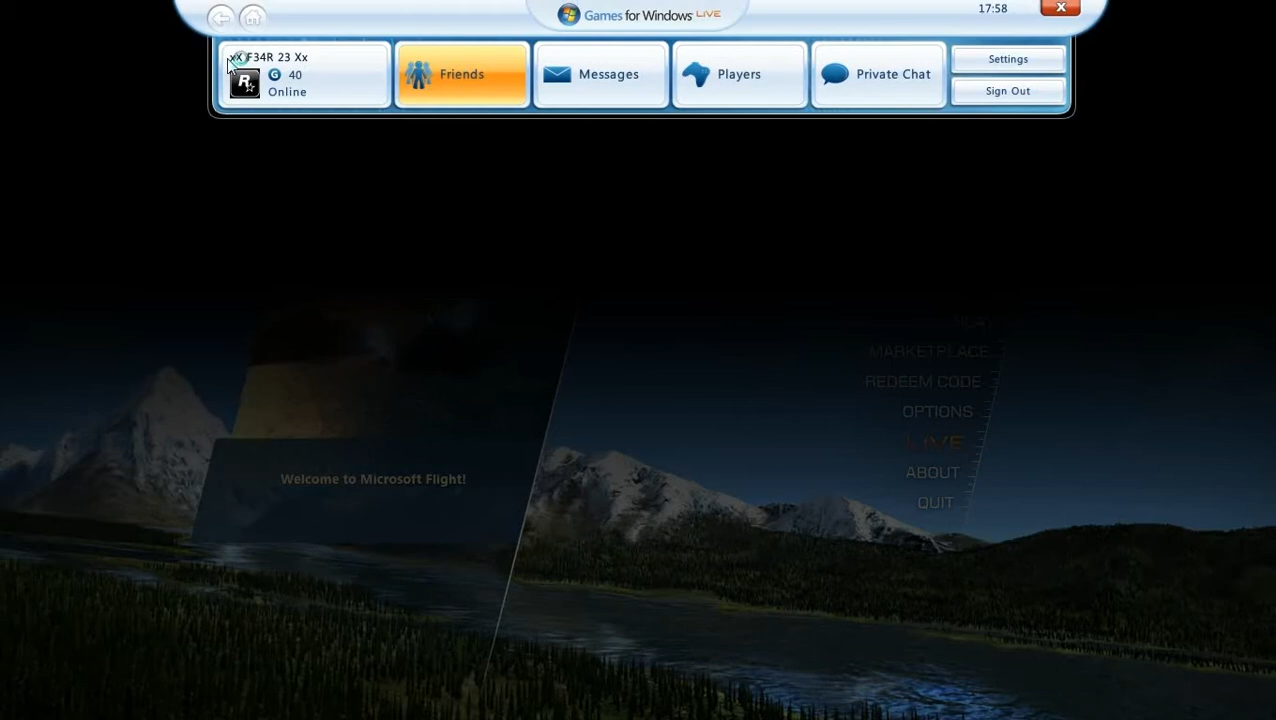 Games for Windows LIVE
17:58
xX F34R 23 Xx
G 40
Online
Friends
Messages
Players
Private Chat
Settings
Sign Out
MARKETPLACE
REDEEM CODE
OPTIONS
LIVE
ABOUT
QUIT
Welcome to Microsoft Flight!